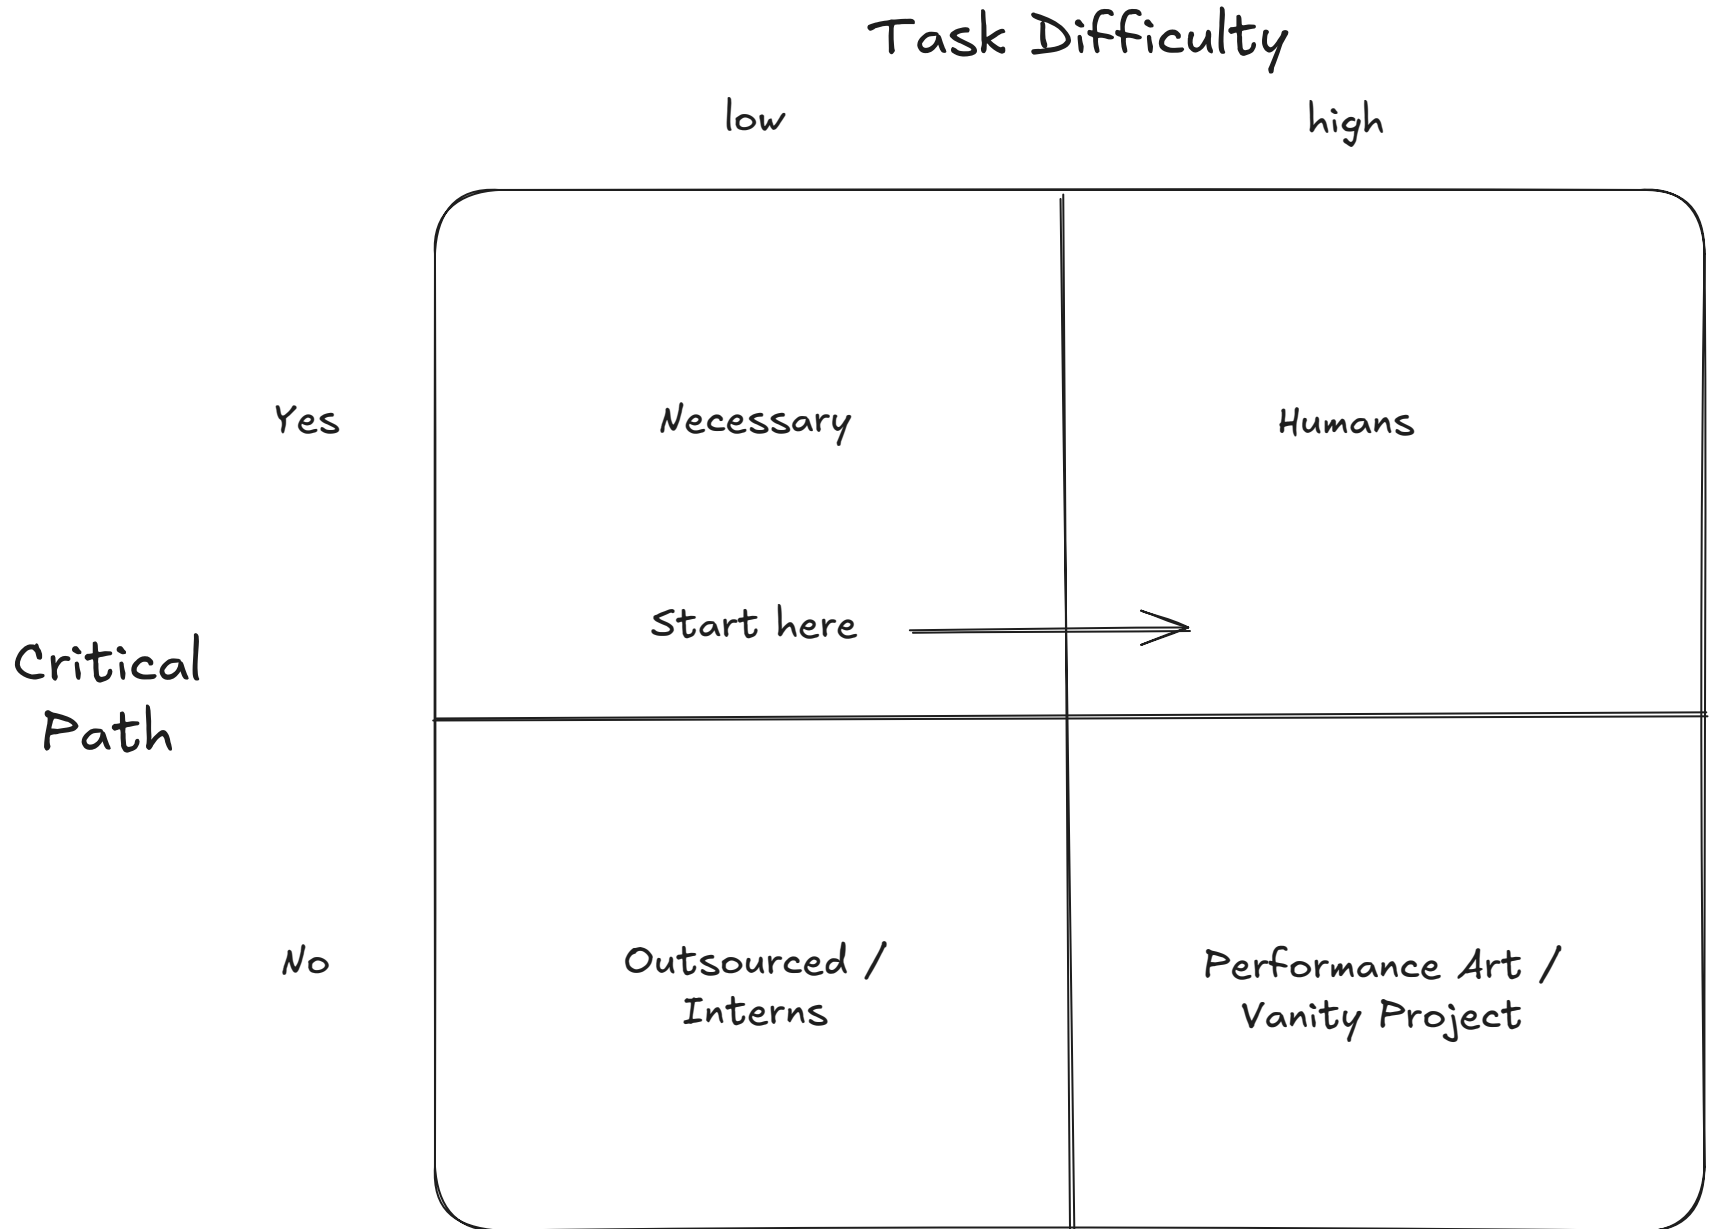 Task Difficulty
low
high
Yes
Necessary
Humans
Start here
Critical
Path
No
Outsourced /
Interns
Performance Art /
Vanity Project